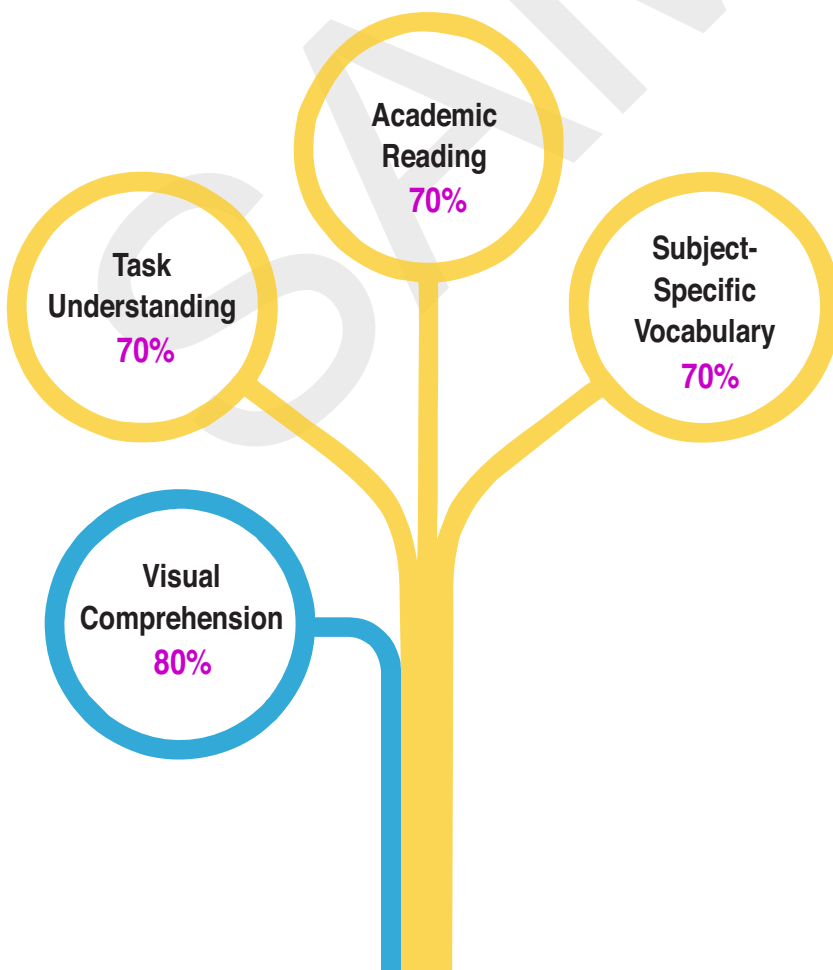 Academic
Reading
70%
Task
Understanding
70%
Subject-
Specific
Vocabulary
70%
Visual
Comprehension
80%